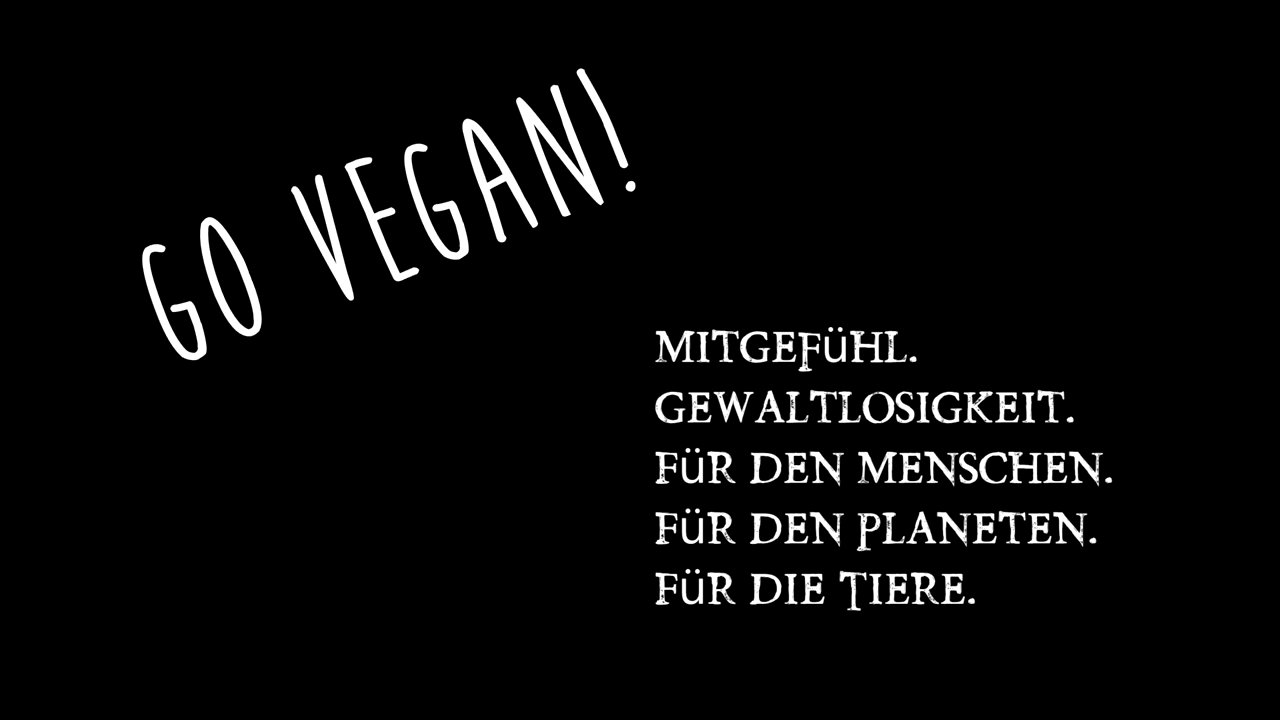 GO VEGAN!
MITGEFÜHL.
GEWALTLOSIGKEIT.
FÜR DEN MENSCHEN.
FÜR DEN PLANETEN.
FÜR DIE TIERE.